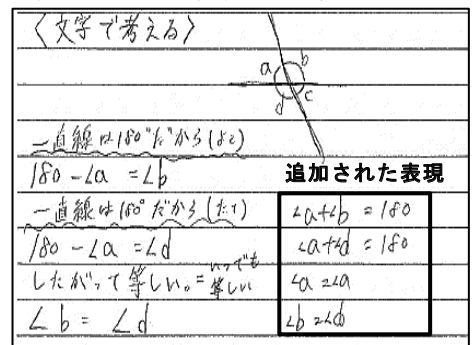 〈文字で考える〉
a
b
c
d
一直線は180°だから(よこ)
180-∠a=∠b
一直線は180°だから(たて)
180-∠a=∠d
したがって等しい。=いつでも等しい
∠b=∠d
追加された表現
∠a+∠b=180
∠a+∠d=180
∠a=∠a
∠b=∠d